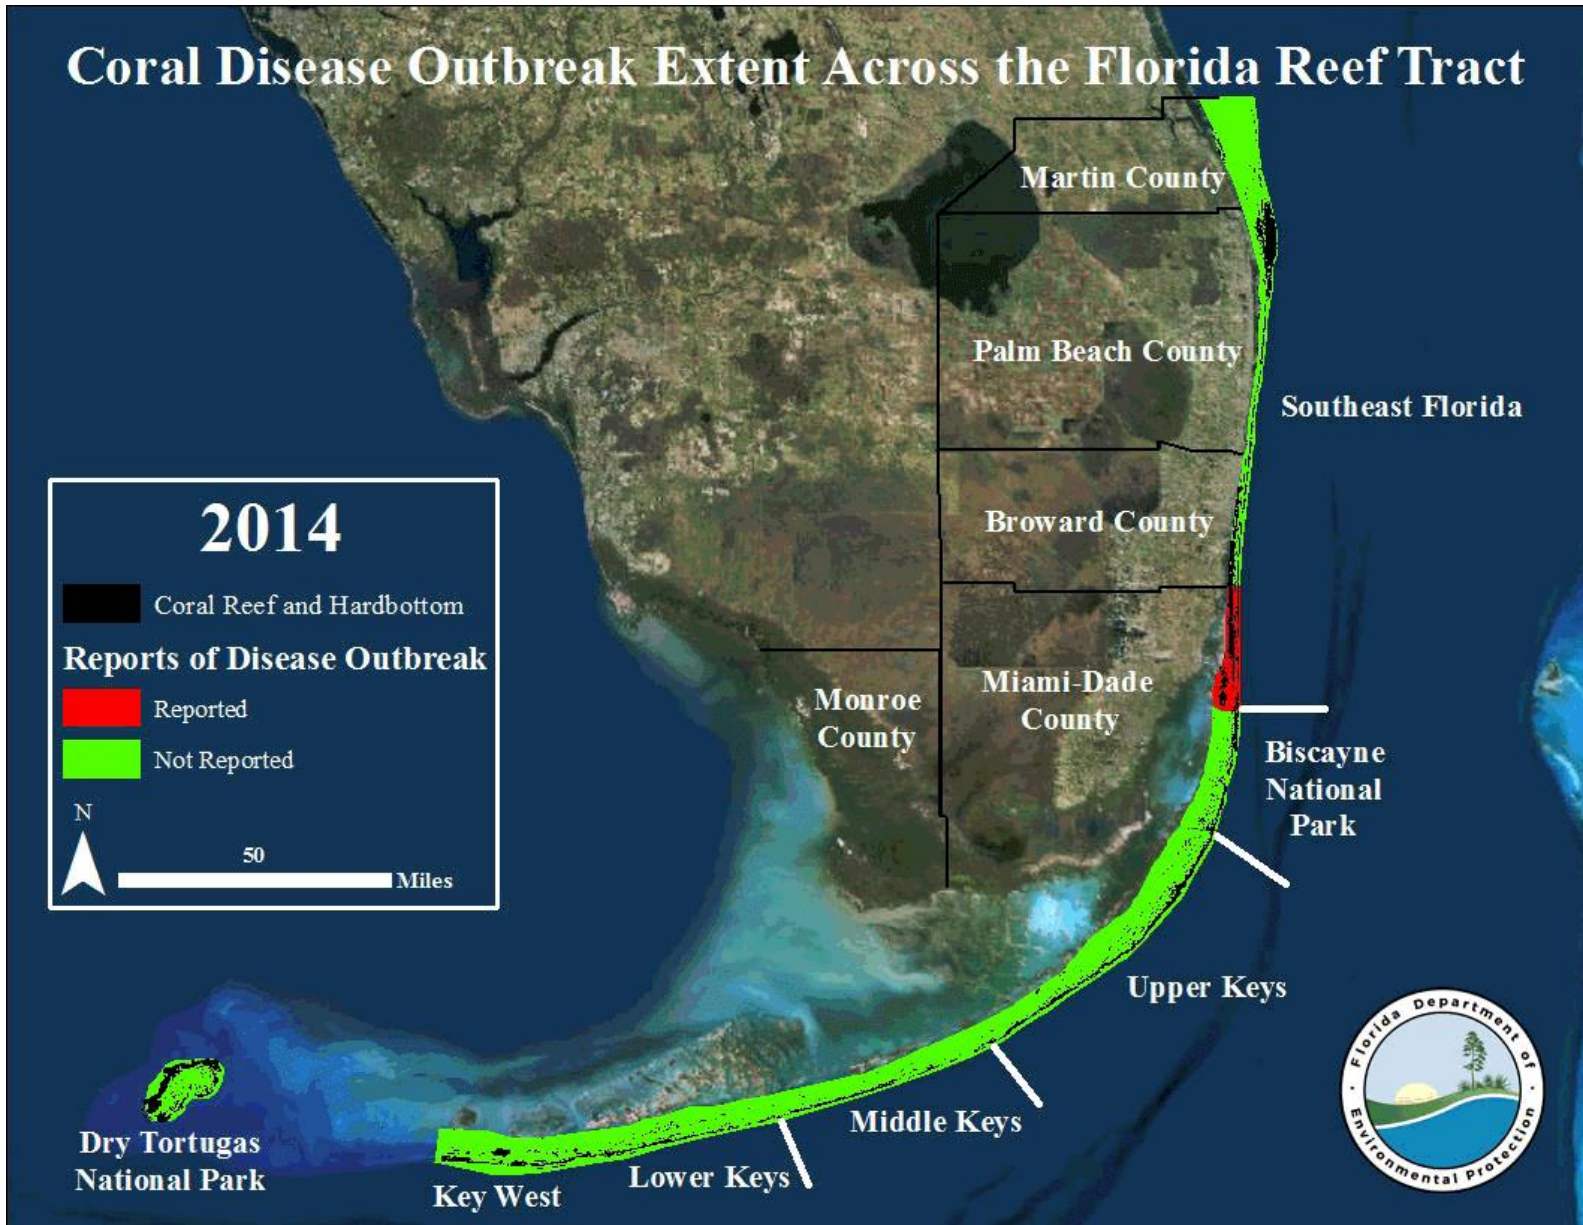 Coral Disease Outbreak Extent Across the Florida Reef Tract
Martin County
Palm Beach County
Southeast Florida
2014
Coral Reef and Hardbottom
Reports of Disease Outbreak
Reported
Not Reported
N
50
Miles
Broward County
Miami-Dade
County
Monroe
County
Biscayne
National
Park
Upper Keys
Middle Keys
Lower Keys
Key West
Dry Tortugas
National Park
Florida Department of
Environmental Protection